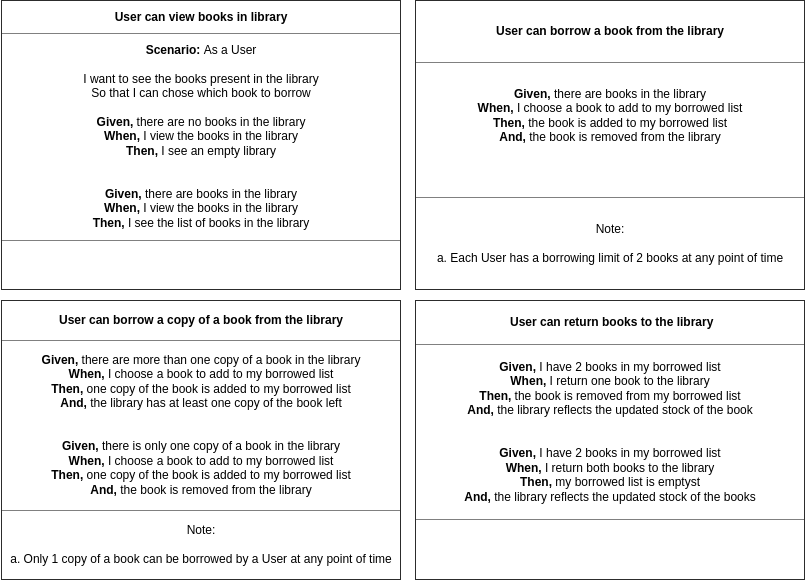 User can view books in library
Scenario: As a User
I want to see the books present in the library
So that I can chose which book to borrow
Given, there are no books in the library
When, I view the books in the library
Then, I see an empty library
Given, there are books in the library
When, I view the books in the library
Then, I see the list of books in the library
User can borrow a book from the library
Given, there are books in the library
When, I choose a book to add to my borrowed list
Then, the book is added to my borrowed list
And, the book is removed from the library
Note:
a. Each User has a borrowing limit of 2 books at any point of time
User can borrow a copy of a book from the library
Given, there are more than one copy of a book in the library
When, I choose a book to add to my borrowed list
Then, one copy of the book is added to my borrowed list
And, the library has at least one copy of the book left
Given, there is only one copy of a book in the library
When, I choose a book to add to my borrowed list
Then, one copy of the book is added to my borrowed list
And, the book is removed from the library
Note:
a. Only 1 copy of a book can be borrowed by a User at any point of time
User can return books to the library
Given, I have 2 books in my borrowed list
When, I return one book to the library
Then, the book is removed from my borrowed list
And, the library reflects the updated stock of the book
Given, I have 2 books in my borrowed list
When, I return both books to the library
Then, my borrowed list is emptyst
And, the library reflects the updated stock of the books